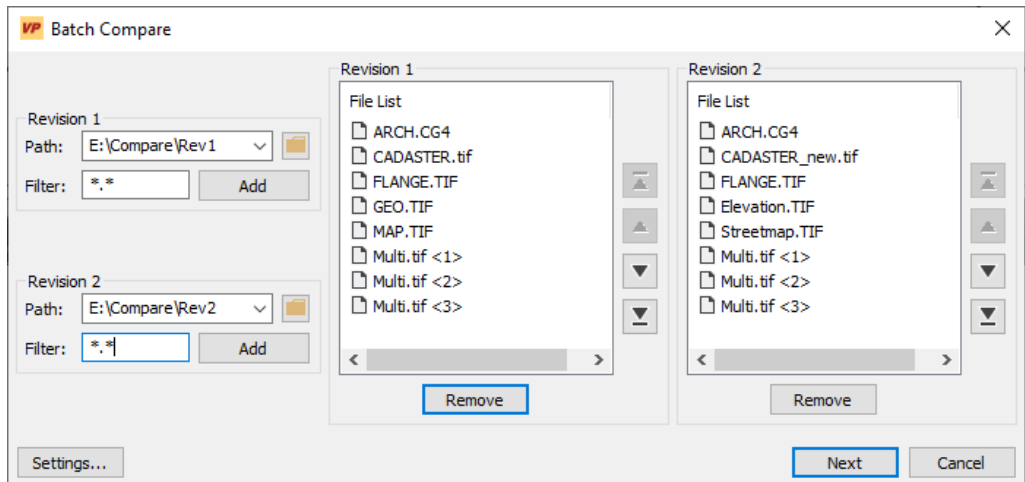 VP Batch Compare
Revision 1
Path: E:\Compare\Rev1
Filter: *.* Add
Revision 2
Path: E:\Compare\Rev2
Filter: *.* Add
Revision 1
File List
ARCH.CG4
CADASTER.tif
FLANGE.TIF
GEO.TIF
MAP.TIF
Multi.tif <1>
Multi.tif <2>
Multi.tif <3>
Remove
Revision 2
File List
ARCH.CG4
CADASTER_new.tif
FLANGE.TIF
Elevation.TIF
Streetmap.TIF
Multi.tif <1>
Multi.tif <2>
Multi.tif <3>
Remove
Settings... Next Cancel